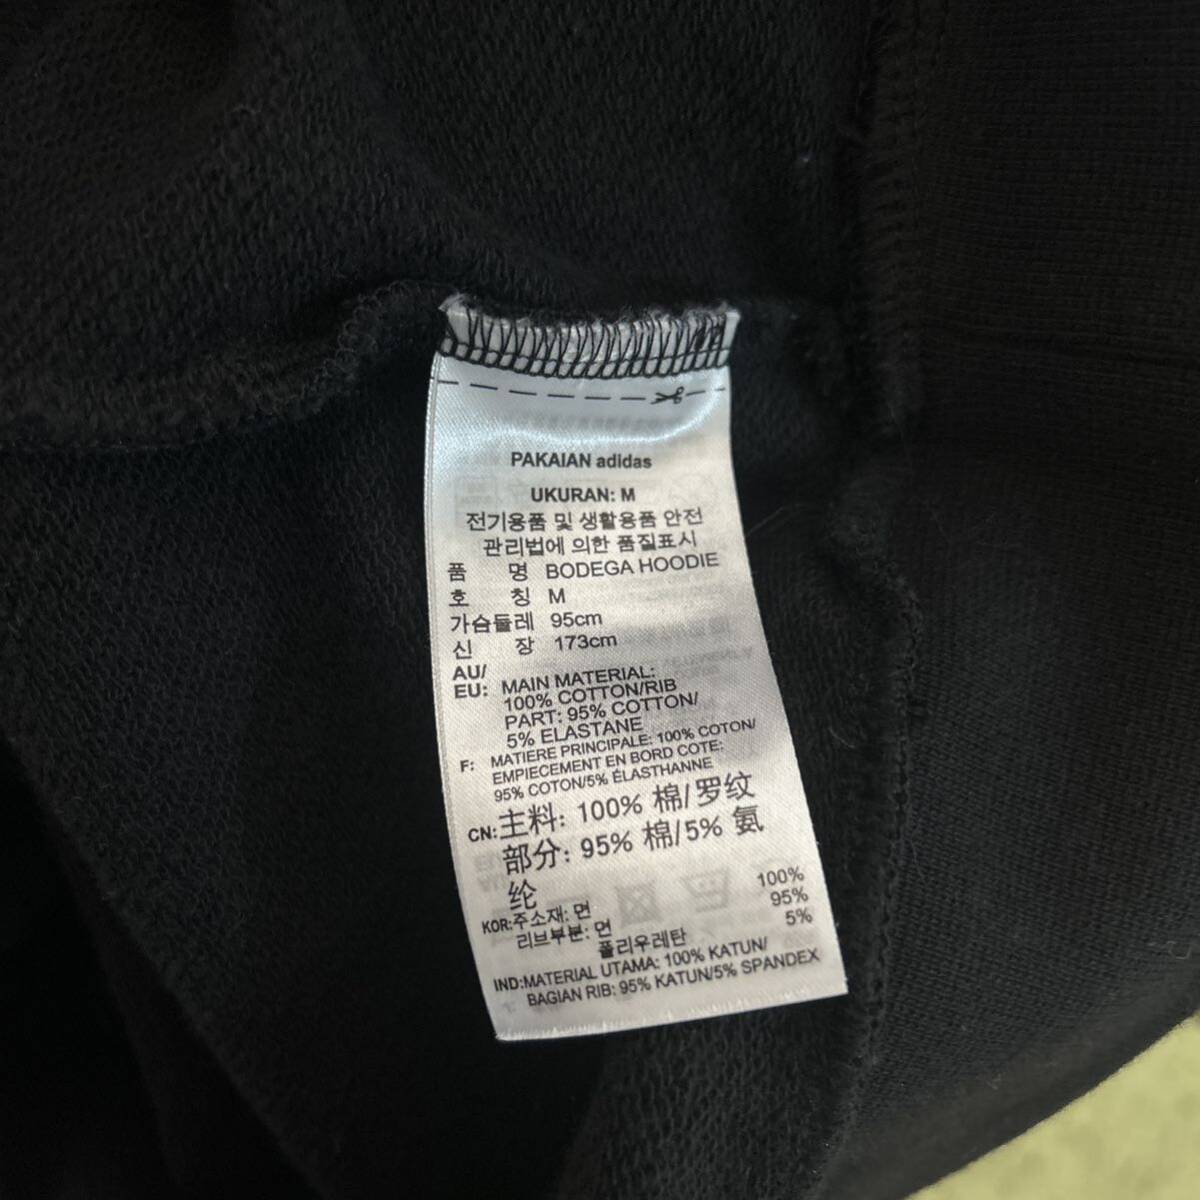 PAKAIAN adidas
UKURAN: M
전기용품 및 생활용품 안전
관리법에 의한 품질표시
품 명 BODEGA HOODIE
호 칭 M
가슴둘레 95cm
신 장 173cm
AU/
EU: MAIN MATERIAL:
100% COTTON/RIB
PART: 95% COTTON/
5% ELASTANE
F: MATIERE PRINCIPALE: 100% COTON/
EMPIECEMENT EN BORD COTE:
95% COTON/5% ÉLASTHANNE
CN: 主料: 100% 棉/罗纹
部分: 95% 棉/5% 氨
纶
KOR: 주소재: 면 100%
리브부분: 면 95%
폴리우레탄 5%
IND: MATERIAL UTAMA: 100% KATUN/
BAGIAN RIB: 95% KATUN/5% SPANDEX